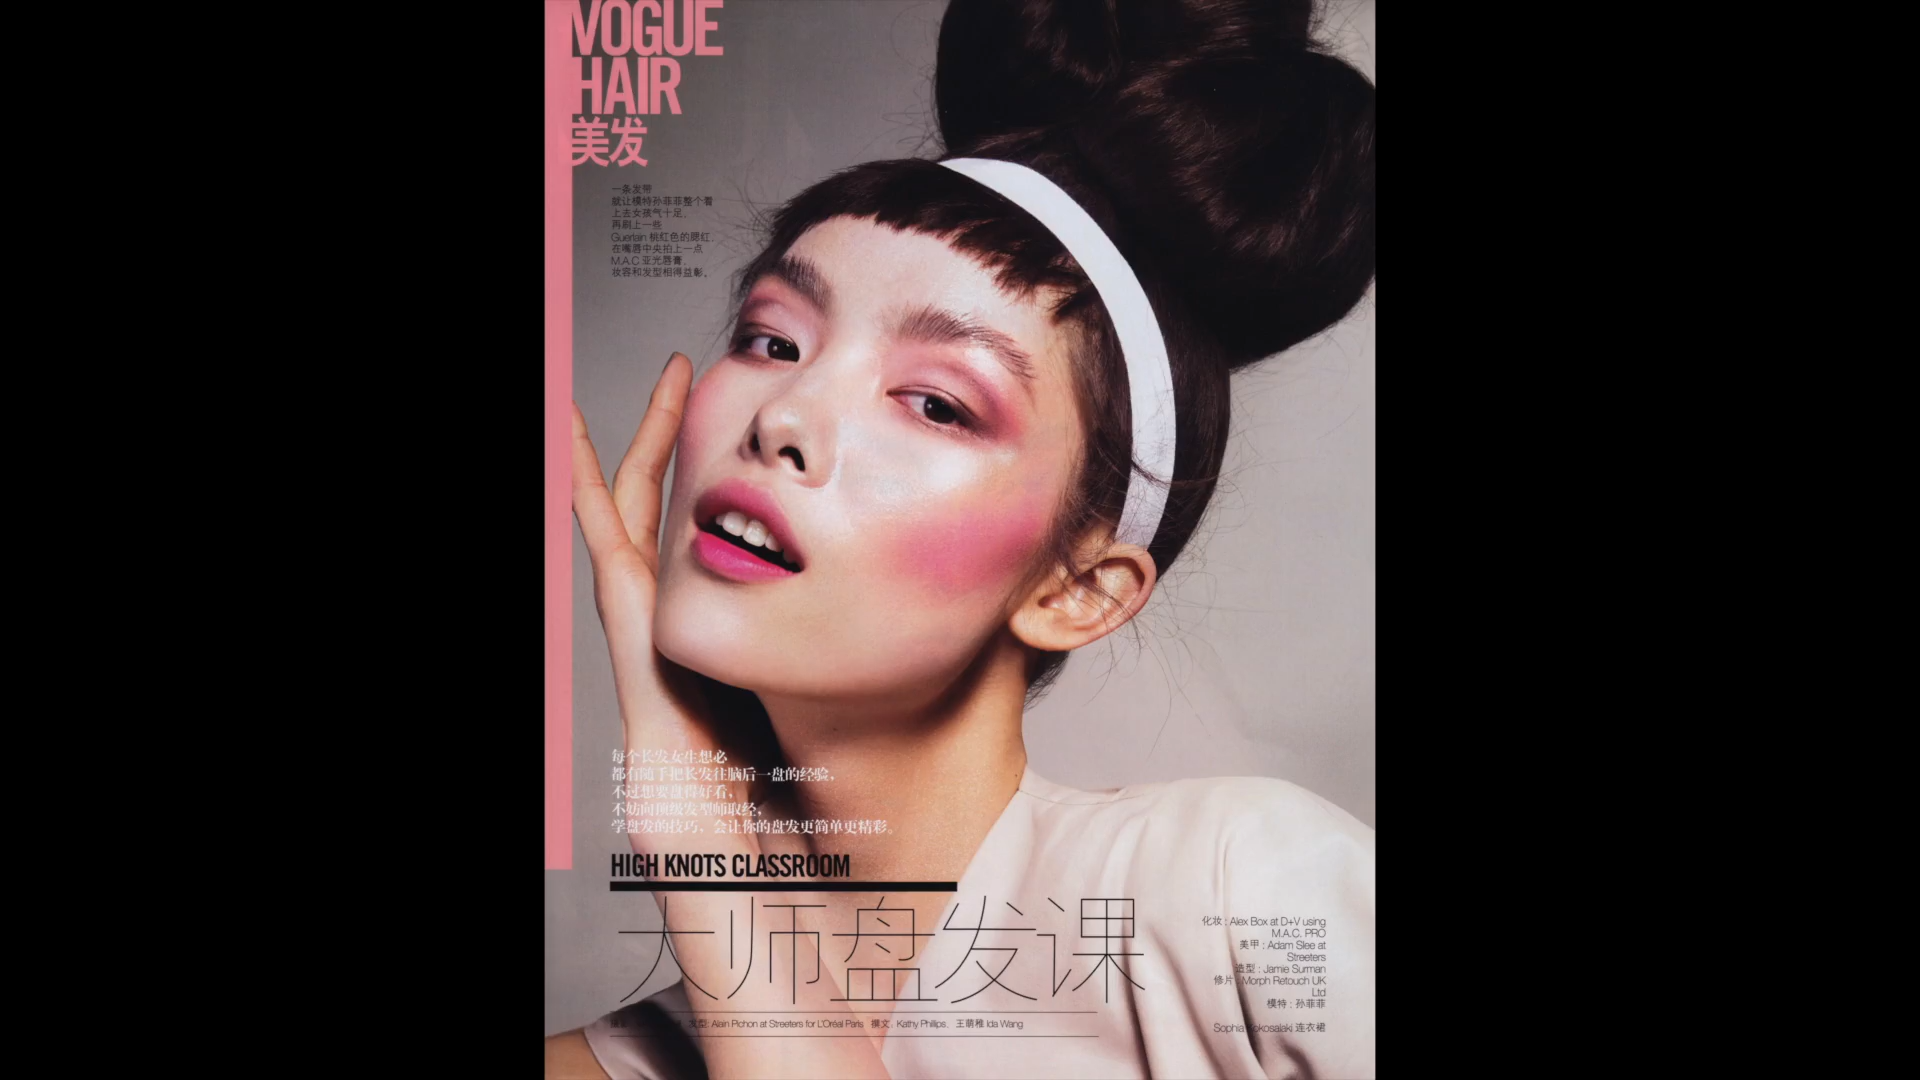 VOGUE
HAIR
美发
一条发带
就让模特孙菲菲整个看
上去女孩气十足。
再刷上一些
Guerlain 桃红色的腮红，
在嘴唇中央拍上一点
M.A.C 亚光唇膏，
妆容和发型相得益彰。
每个长发女生想必
都有随手把长发往脑后一盘的经验，
不过想要盘得好看，
不妨向顶级发型师取经，
学盘发的技巧，会让你的盘发更简单更精彩。
HIGH KNOTS CLASSROOM
大师盘发课
发型: Alain Pichon at Streeters for L'Oréal Paris 撰文: Kathy Phillips、王萌稚 Ida Wang
化妆 : Alex Box at D+V using
M.A.C. PRO
美甲 : Adam Slee at
Streeters
造型 : Jamie Surman
修片 : Morph Retouch UK
Ltd
模特 : 孙菲菲
Sophia Kokosalaki 连衣裙